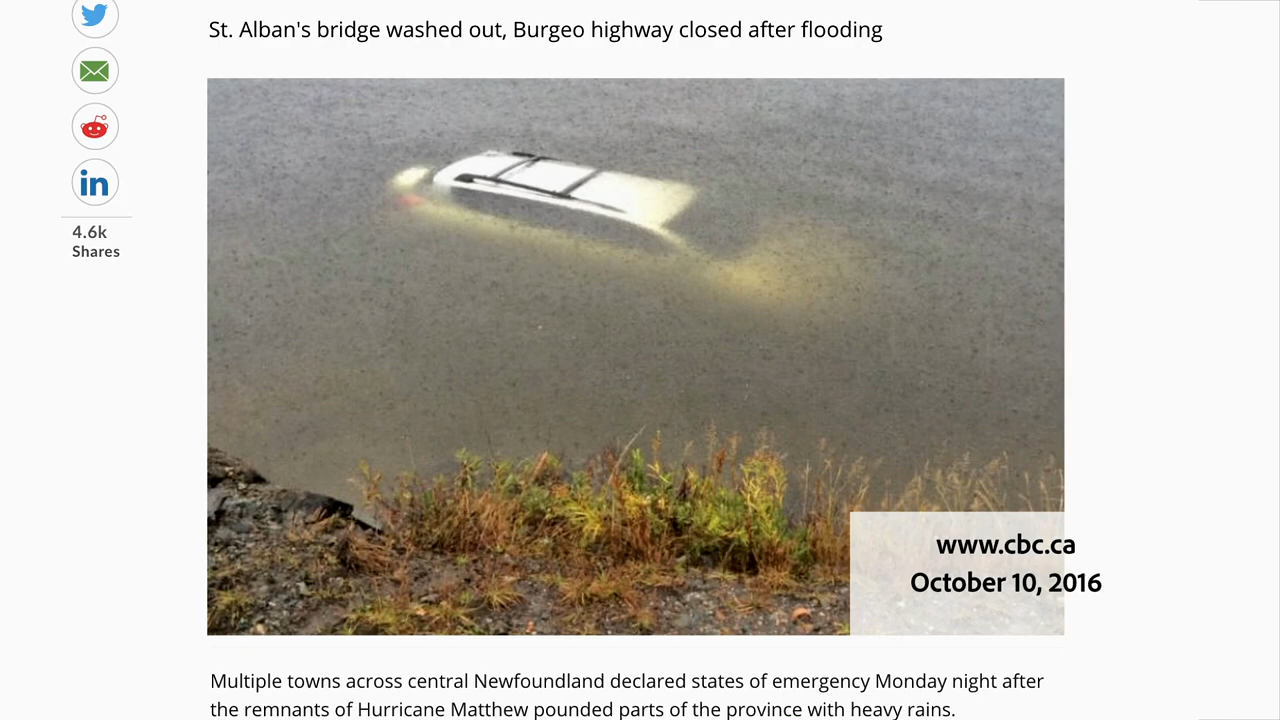 St. Alban's bridge washed out, Burgeo highway closed after flooding
in
4.6k
Shares
www.cbc.ca
October 10, 2016
Multiple towns across central Newfoundland declared states of emergency Monday night after
the remnants of Hurricane Matthew pounded parts of the province with heavy rains.